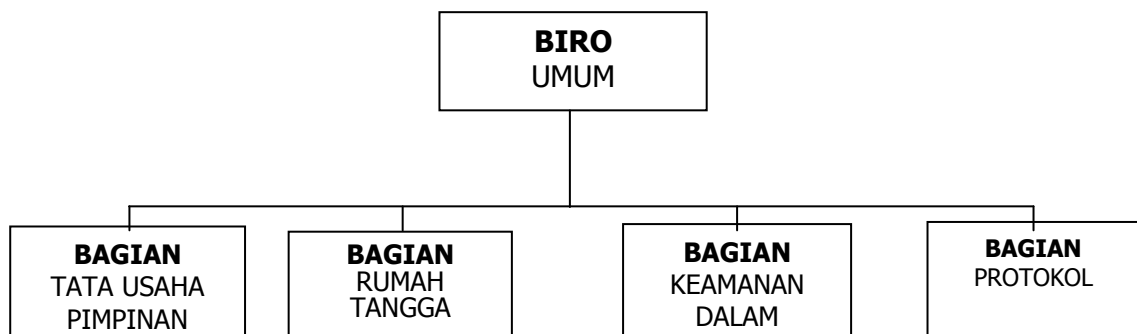 BIRO
UMUM
BAGIAN
TATA USAHA
PIMPINAN
BAGIAN
RUMAH
TANGGA
BAGIAN
KEAMANAN
DALAM
BAGIAN
PROTOKOL